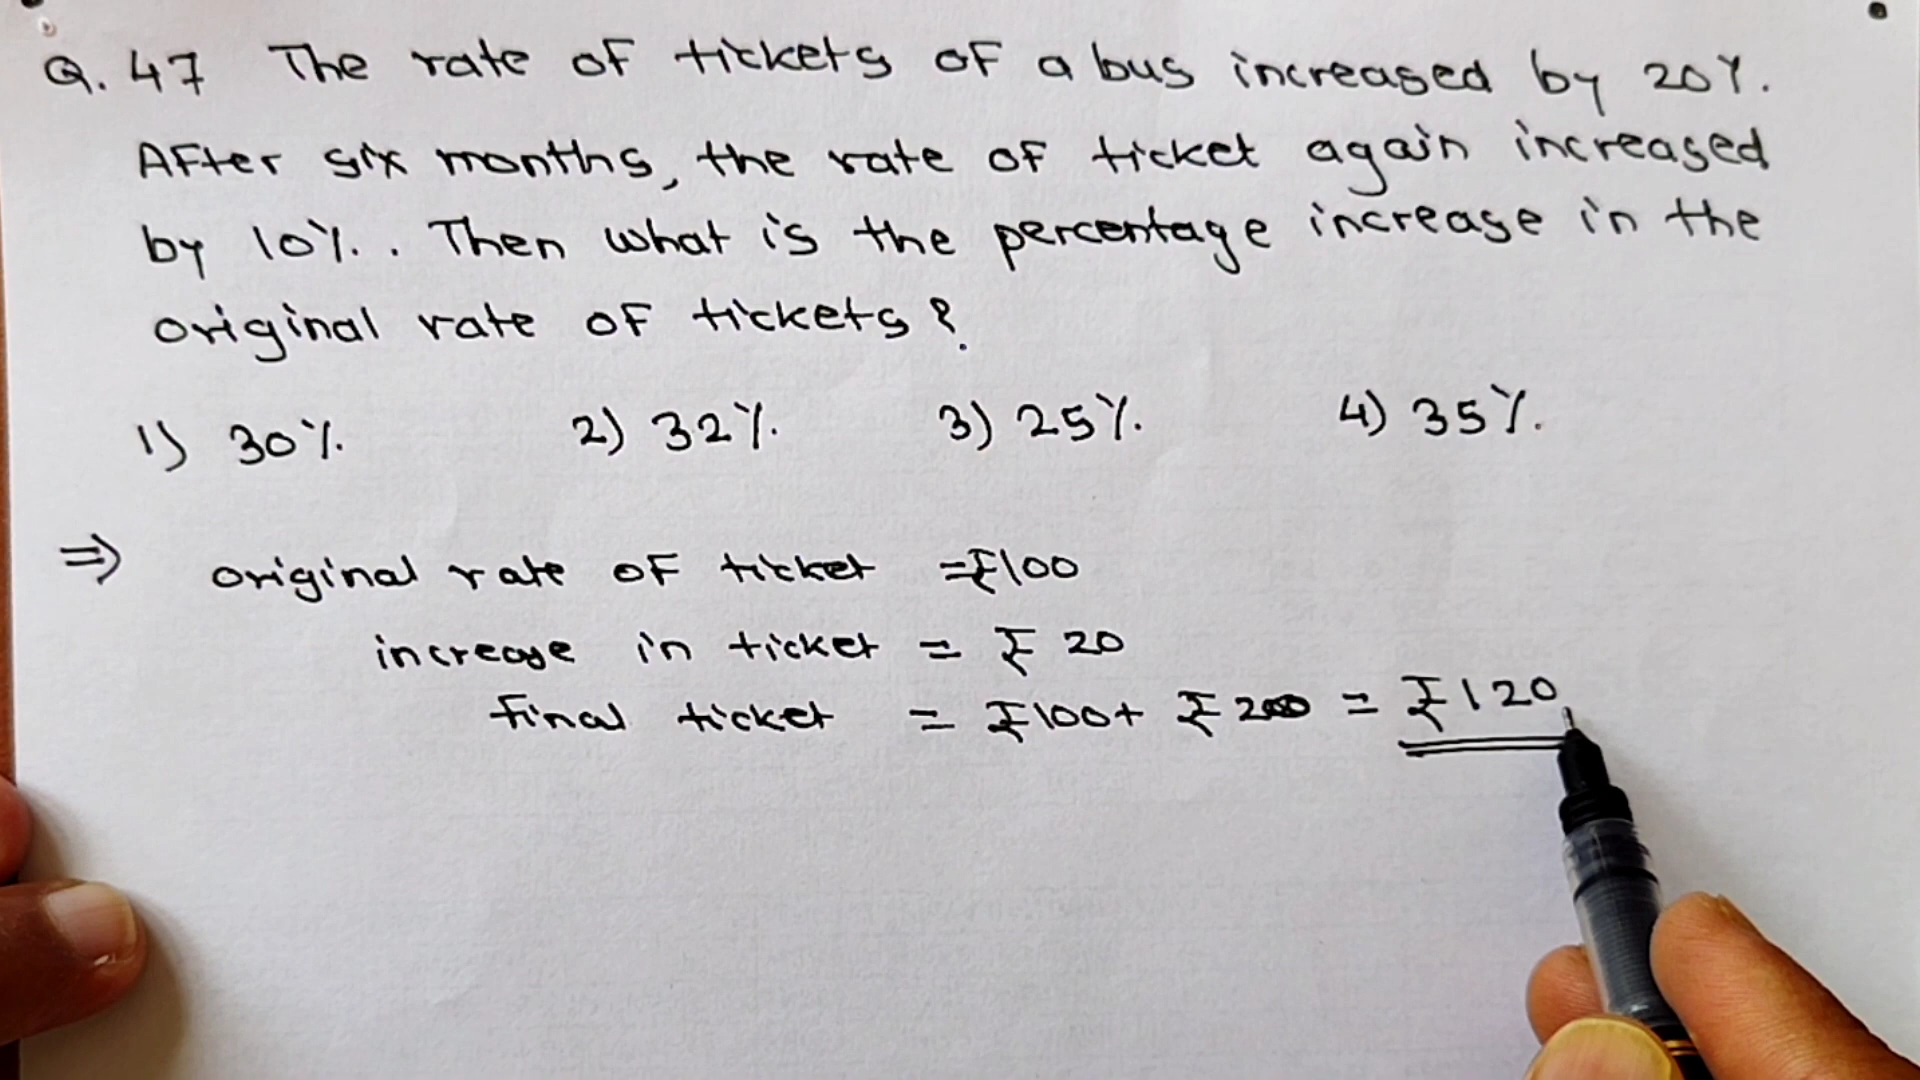 Q. 47 The rate of tickets of a bus increased by 20%.
After six months, the rate of ticket again increased
by 10%. . Then what is the percentage increase in the
original rate of tickets?
1) 30% 2) 32% 3) 25% 4) 35%
⇒ original rate of ticket = ₹100
increase in ticket = ₹ 20
final ticket = ₹100 + ₹ 20 = ₹120